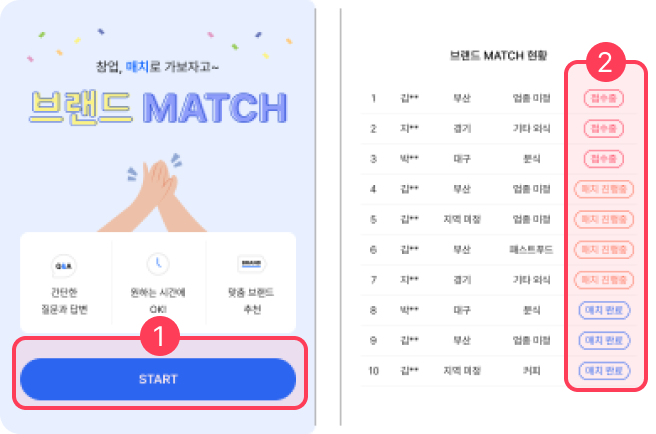 창업, 매치로 가보자고~
브랜드 MATCH
Q&A
간단한
질문과 답변
원하는 시간에
OK!
BRAND
맞춤 브랜드
추천
1
START
브랜드 MATCH 현황
2
1 김** 부산 업종 미정 접수중
2 지** 경기 기타 외식 접수중
3 박** 대구 분식 접수중
4 김** 부산 업종 미정 매치 진행중
5 김** 지역 미정 업종 미정 매치 진행중
6 김** 부산 패스트푸드 매치 진행중
7 지** 경기 기타 외식 매치 진행중
8 박** 대구 분식 매치 완료
9 김** 부산 업종 미정 매치 완료
10 김** 지역 미정 커피 매치 완료